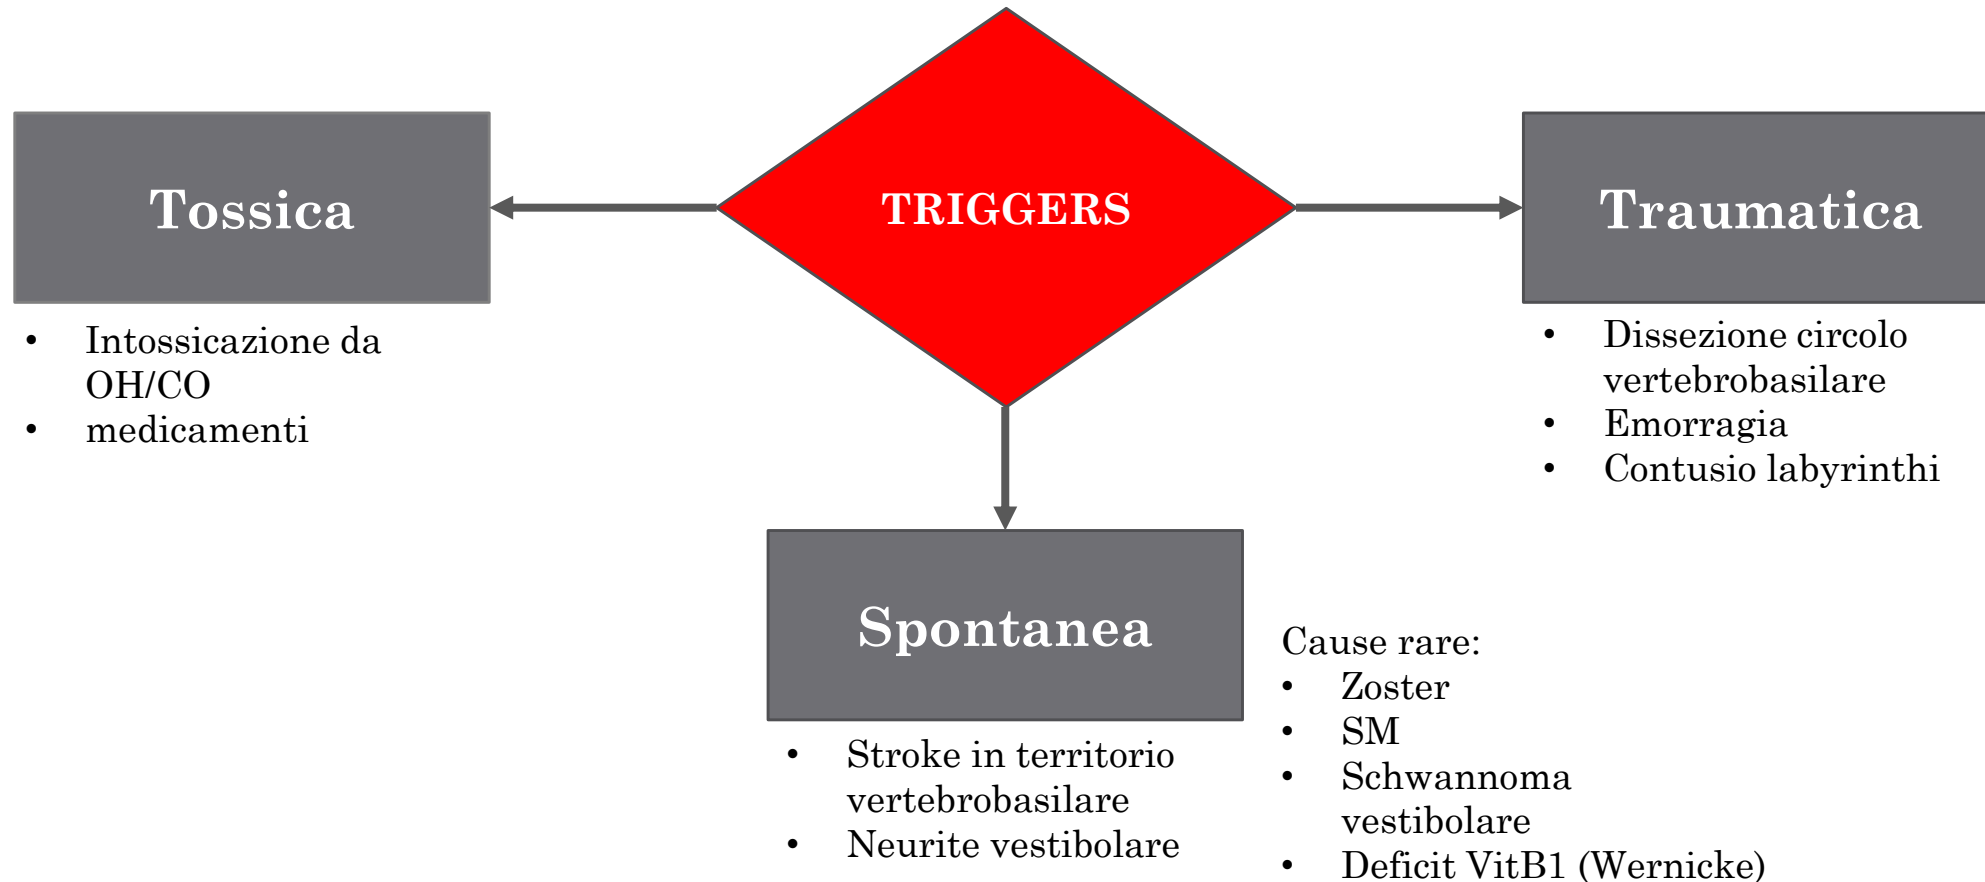 TRIGGERS
Tossica
• Intossicazione da
OH/CO
• medicamenti
Traumatica
• Dissezione circolo
vertebrobasilare
• Emorragia
• Contusio labyrinthi
Spontanea
• Stroke in territorio
vertebrobasilare
• Neurite vestibolare
Cause rare:
• Zoster
• SM
• Schwannoma
vestibolare
• Deficit VitB1 (Wernicke)